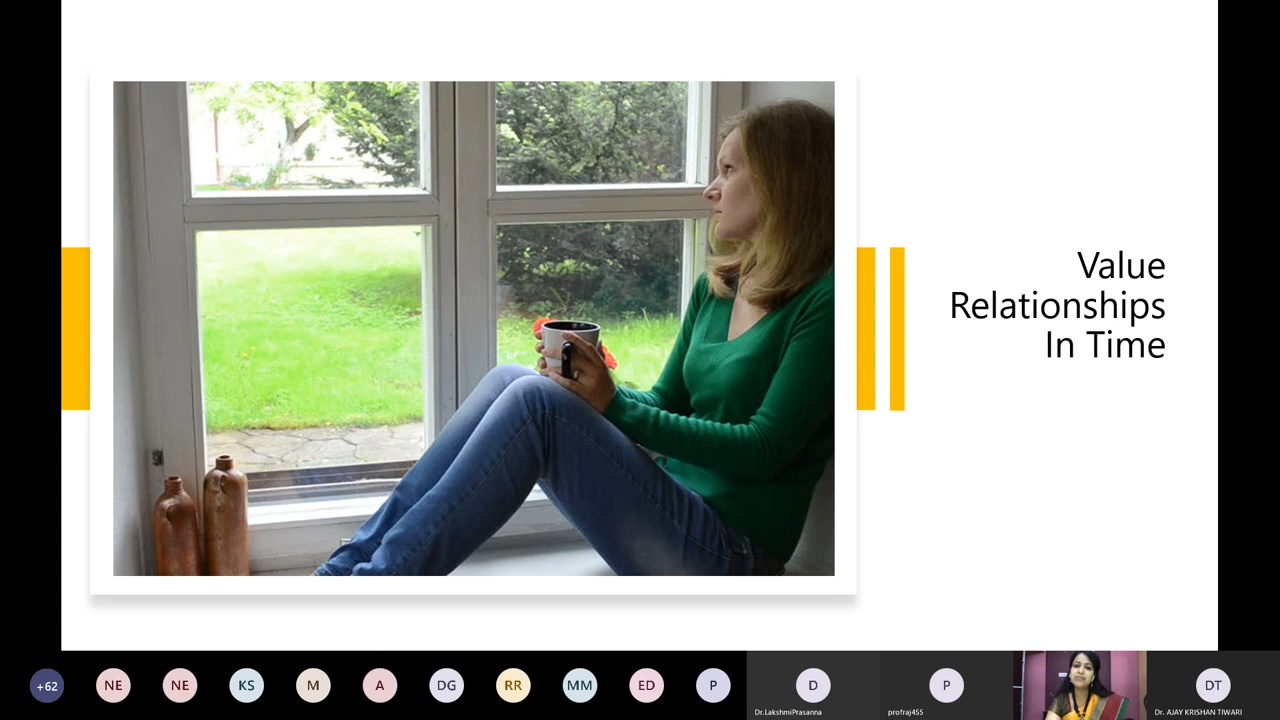 Value
Relationships
In Time
+62
NE
NE
KS
M
A
DG
RR
MM
ED
P
D
P
DT
Dr.LakshmiPrasanna
profraj455
Dr. AJAY KRISHAN TIWARI